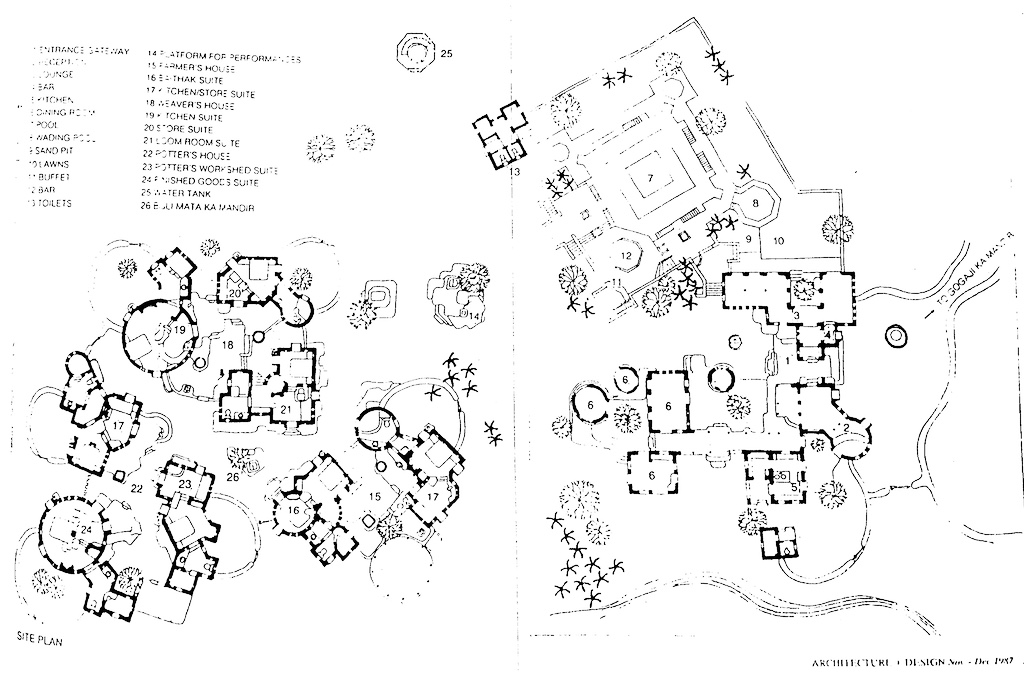 1 ENTRANCE GATEWAY
2 RECEPTION
3 LOUNGE
4 BAR
5 KITCHEN
6 DINING ROOM
7 POOL
8 WADING POOL
9 SAND PIT
10 LAWNS
11 BUFFET
12 BAR
13 TOILETS
14 PLATFORM FOR PERFORMANCES
15 FARMER'S HOUSE
16 BAITHAK SUITE
17 KITCHEN/STORE SUITE
18 WEAVER'S HOUSE
19 KITCHEN SUITE
20 STORE SUITE
21 LOOM ROOM SUITE
22 POTTER'S HOUSE
23 POTTER'S WORKSHED SUITE
24 FINISHED GOODS SUITE
25 WATER TANK
26 MATA KA MANDIR
25
13
7
8
9
10
12
11
3
4
1
2
6
6
6
6
5
20
19
18
21
14
17
22
23
24
26
16
15
17
TO GOGAJI KA MANDIR
SITE PLAN
ARCHITECTURE + DESIGN Nov - Dec 1987